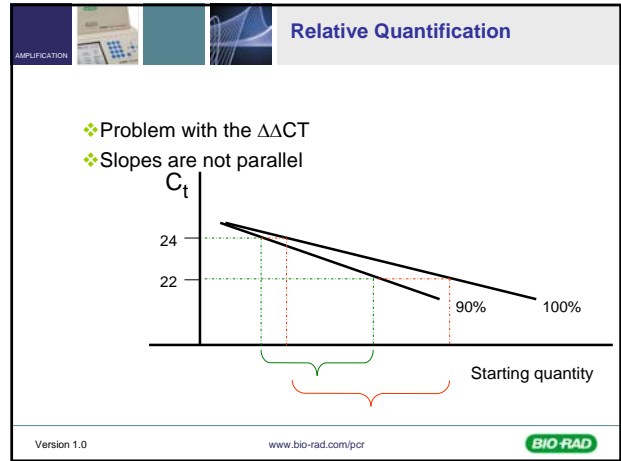 AMPLIFICATION
Relative Quantification
Problem with the ΔΔCT
Slopes are not parallel
Ct
24
22
90%
100%
Starting quantity
Version 1.0
www.bio-rad.com/pcr
BIO-RAD